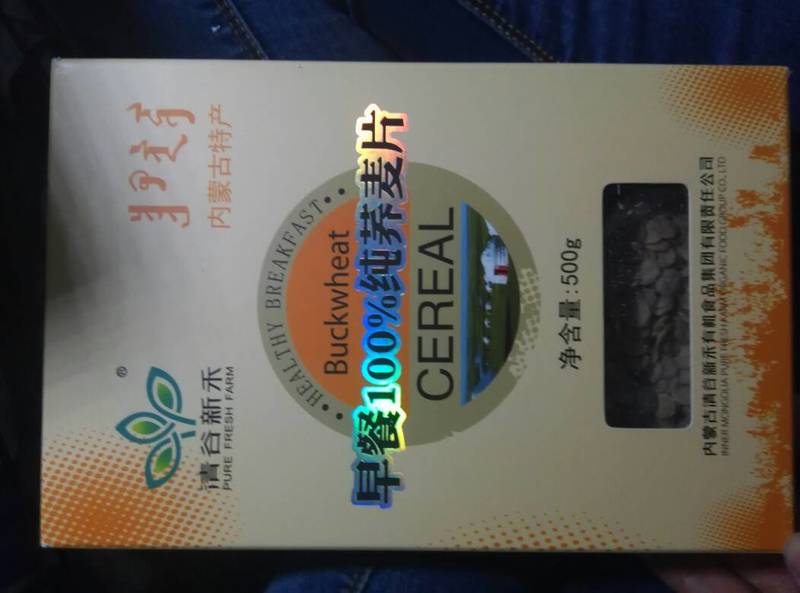 ®
清谷新禾
PURE FRESH FARM
内蒙古特产
HEALTHY BREAKFAST
Buckwheat
早餐100%纯荞麦片
CEREAL
净含量:500g
内蒙古清谷新禾有机食品集团有限责任公司
INNER MONGOLIA PURE FRESH FARM ORGANIC FOOD GROUP CO., LTD